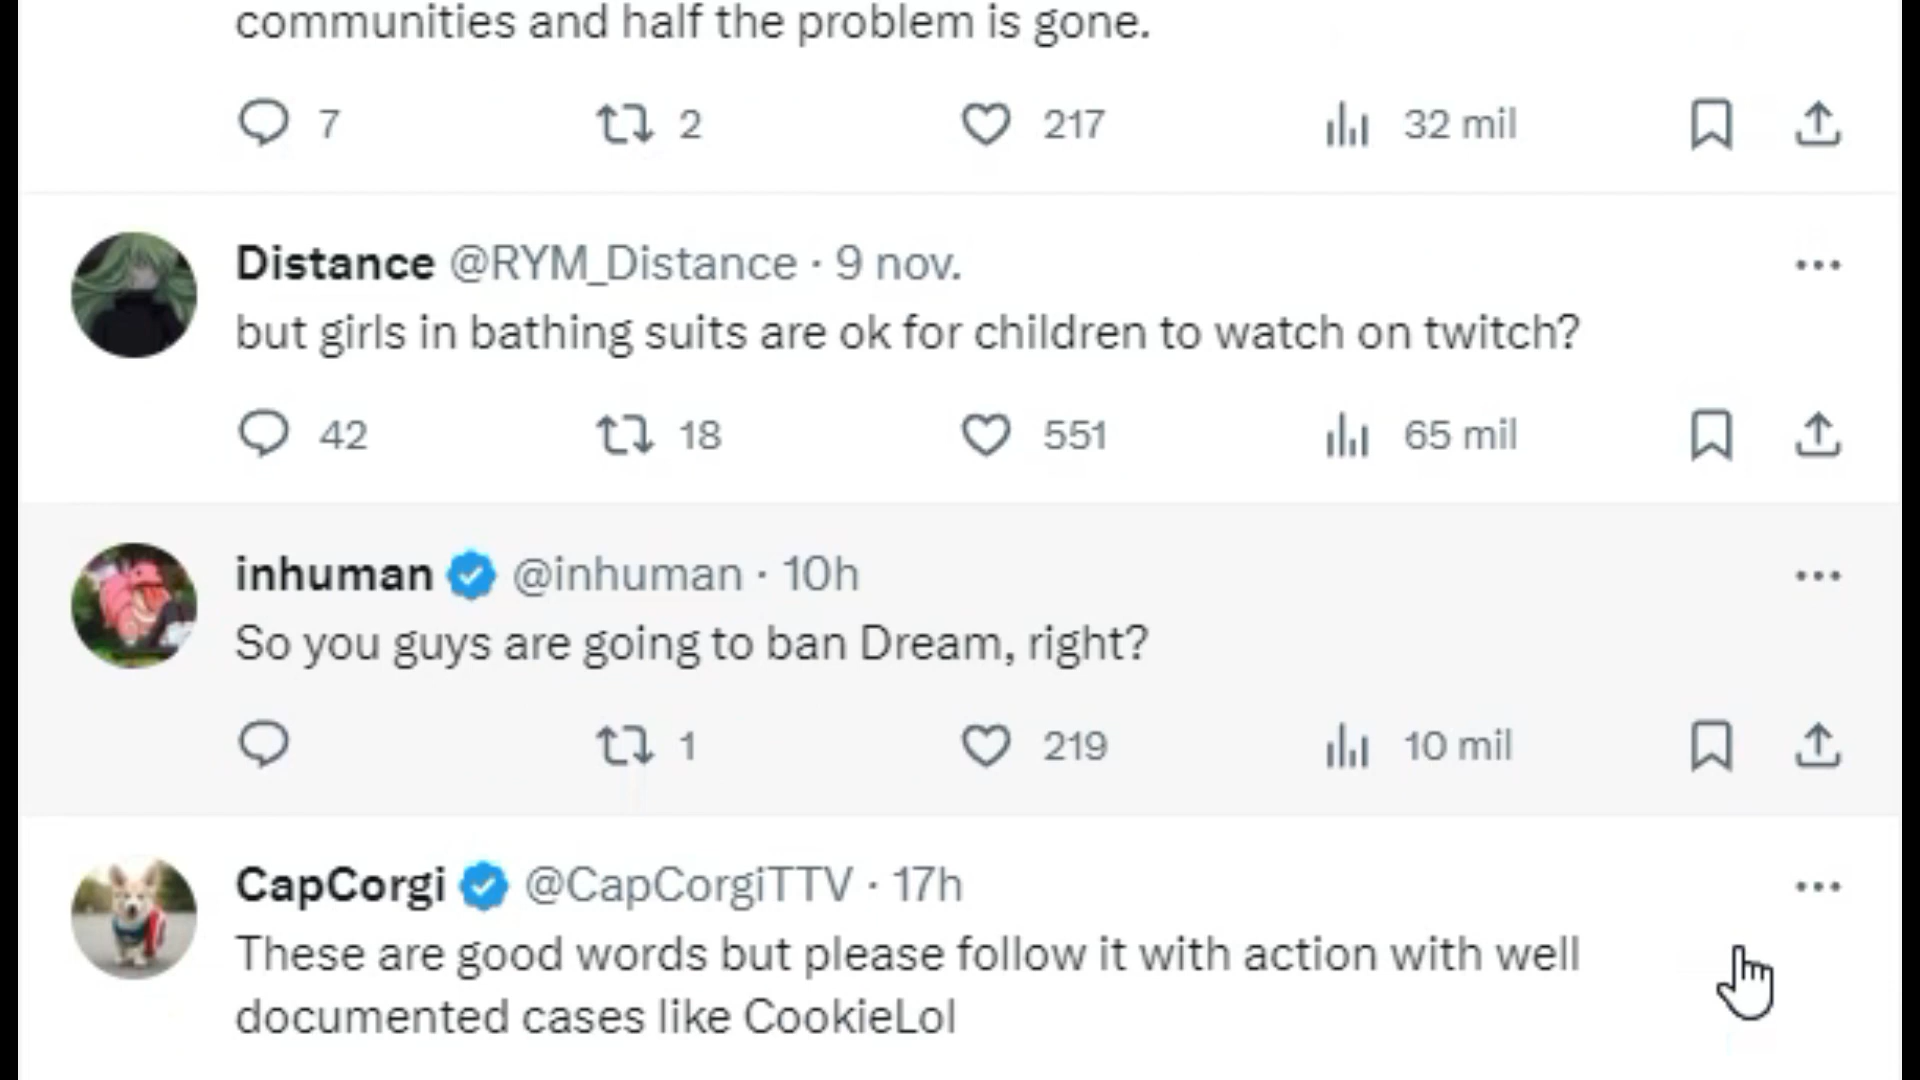 communities and half the problem is gone.
7 2 217 32 mil
Distance @RYM_Distance · 9 nov.
but girls in bathing suits are ok for children to watch on twitch?
42 18 551 65 mil
inhuman @inhuman · 10h
So you guys are going to ban Dream, right?
1 219 10 mil
CapCorgi @CapCorgiTTV · 17h
These are good words but please follow it with action with well
documented cases like CookieLol